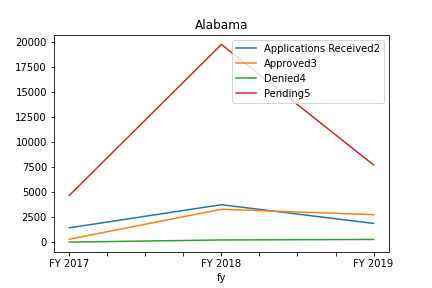 Alabama
20000
17500
15000
12500
10000
7500
5000
2500
0
Applications Received2
Approved3
Denied4
Pending5
FY 2017 FY 2018 FY 2019
fy